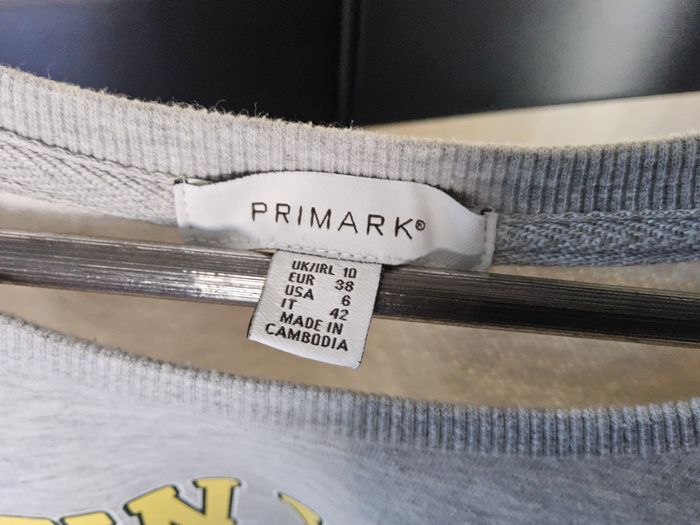 PRIMARK®
UK/IRL 10
EUR 38
USA 6
IT 42
MADE IN
CAMBODIA